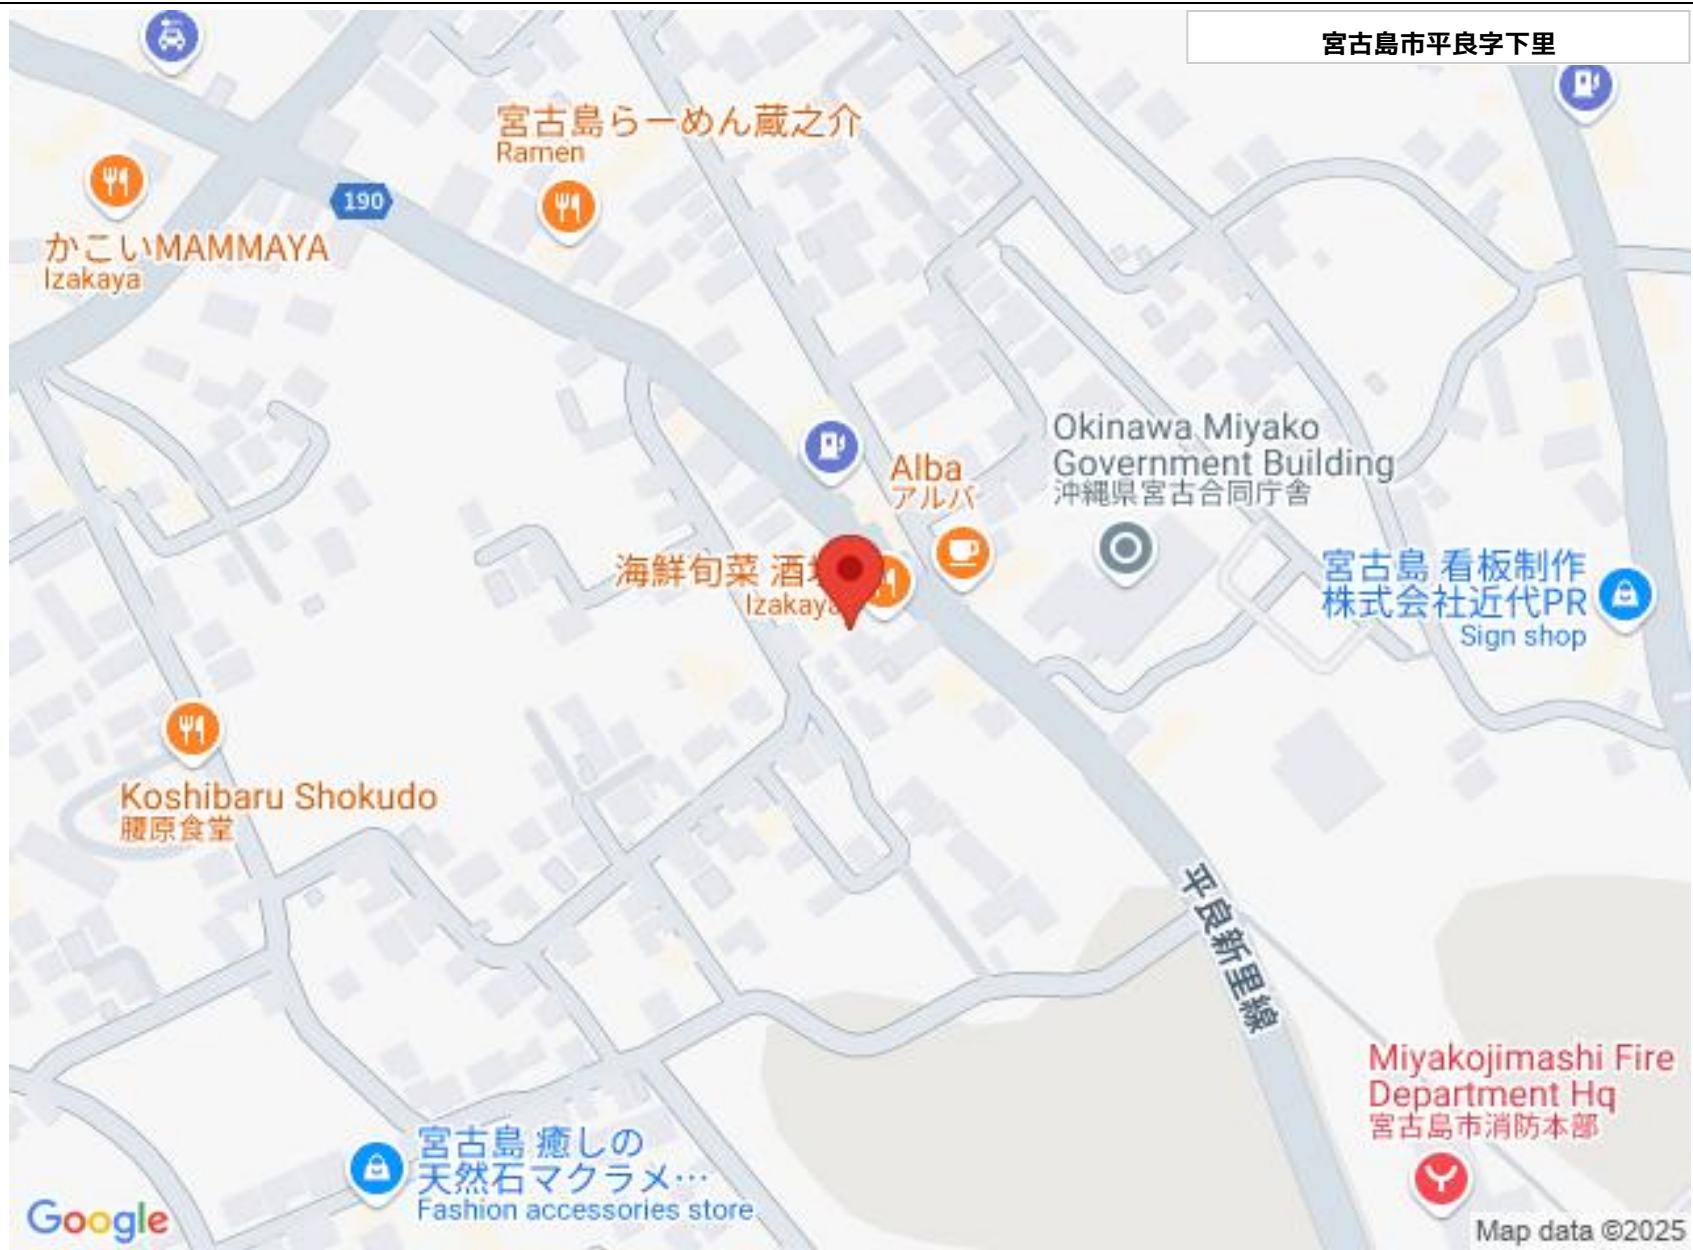 宮古島市平良字下里
宮古島らーめん蔵之介
Ramen
190
かこいMAMMAYA
Izakaya
Okinawa Miyako
Government Building
沖縄県宮古合同庁舎
Alba
アルバ
海鮮旬菜 酒
Izakaya
宮古島 看板制作
株式会社近代PR
Sign shop
Koshibaru Shokudo
腰原食堂
平良新里線
Miyakojimashi Fire
Department Hq
宮古島市消防本部
宮古島 癒しの
天然石マクラメ…
Fashion accessories store
Google
Map data ©2025